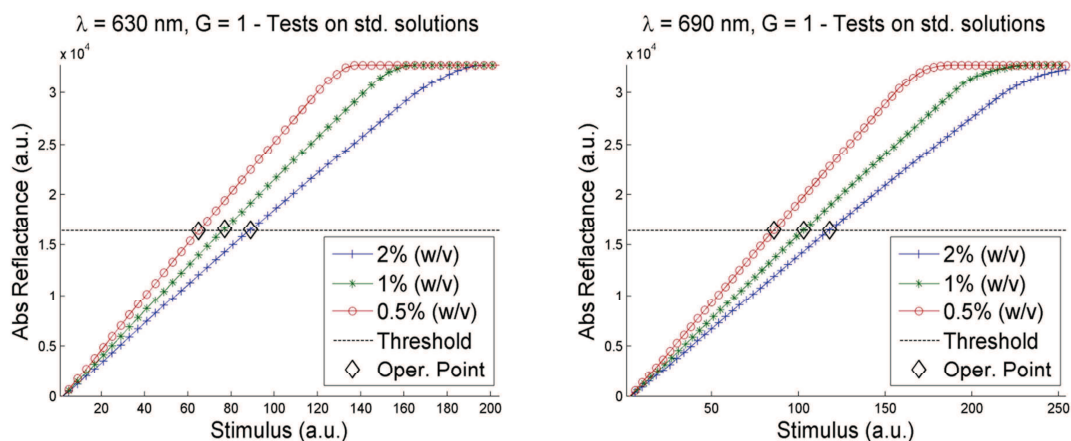 λ = 630 nm, G = 1 - Tests on std. solutions
x 10⁴
3
2.5
2
1.5
1
0.5
0
Abs Reflactance (a.u.)
20 40 60 80 100 120 140 160 180 200
Stimulus (a.u.)
2% (w/v)
1% (w/v)
0.5% (w/v)
Threshold
Oper. Point
λ = 690 nm, G = 1 - Tests on std. solutions
x 10⁴
3
2.5
2
1.5
1
0.5
0
Abs Reflactance (a.u.)
50 100 150 200 250
Stimulus (a.u.)
2% (w/v)
1% (w/v)
0.5% (w/v)
Threshold
Oper. Point